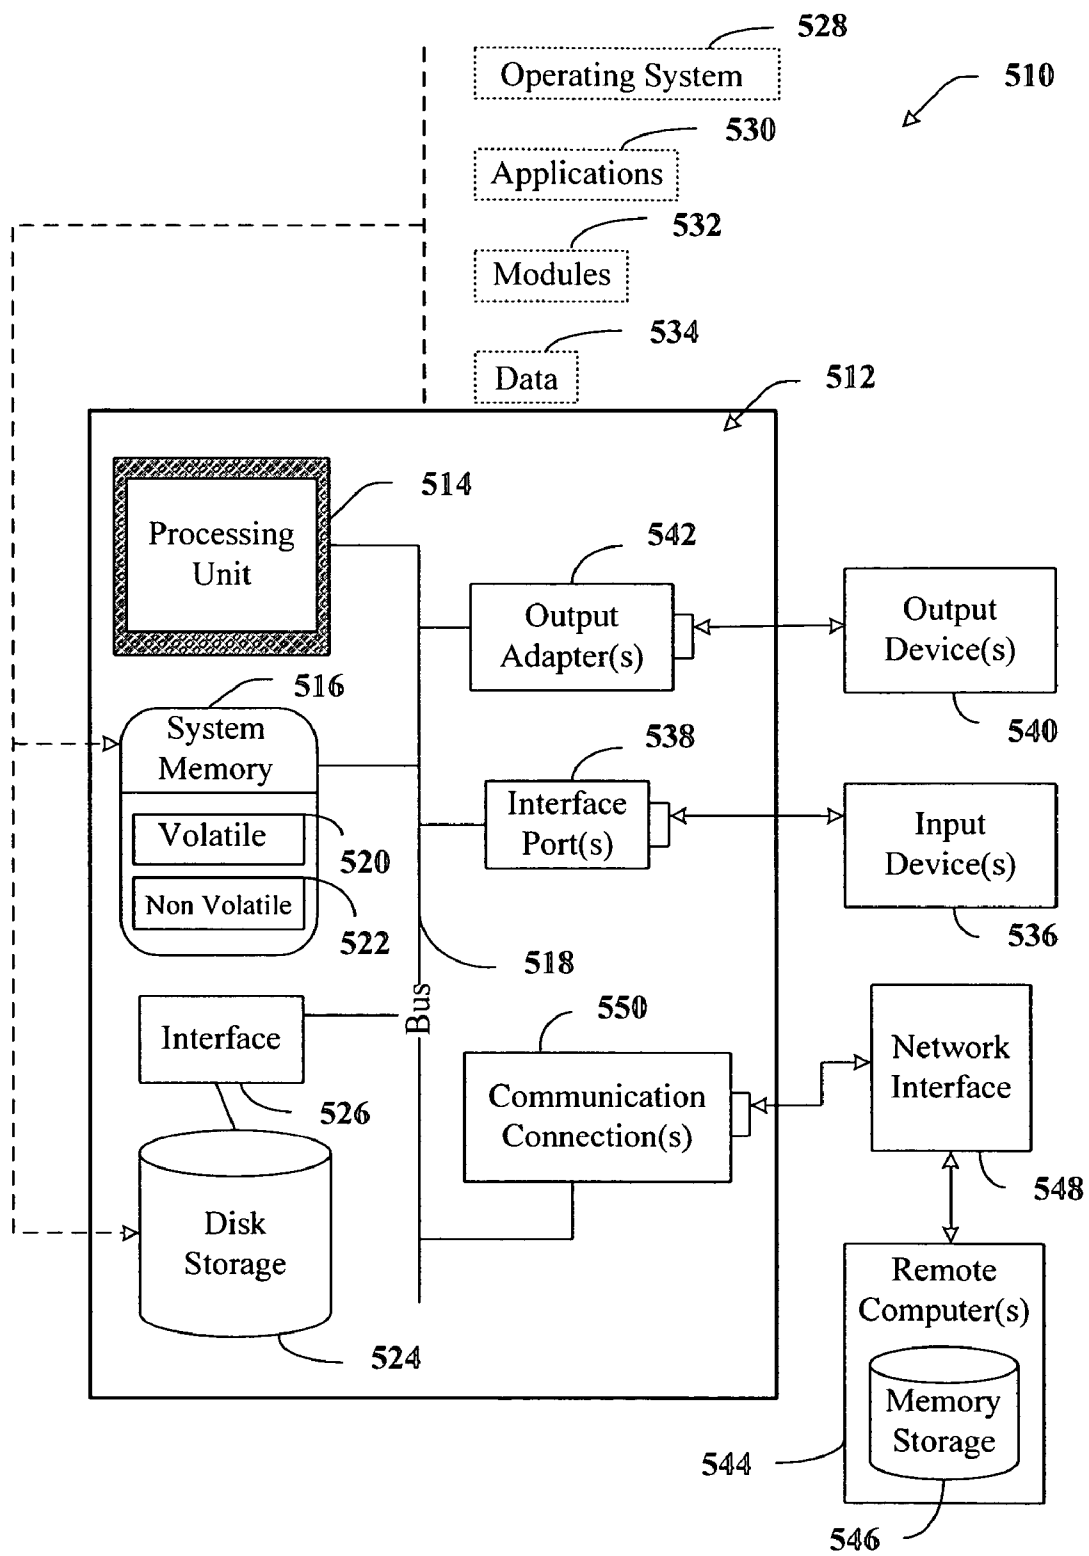 528
Operating System
510
530
Applications
532
Modules
534
Data
512
514
Processing
Unit
542
Output
Adapter(s)
Output
Device(s)
540
516
System
Memory
538
Interface
Port(s)
Input
Device(s)
536
Volatile
520
Non Volatile
522
518
Bus
550
Interface
526
Communication
Connection(s)
Network
Interface
548
Disk
Storage
524
Remote
Computer(s)
Memory
Storage
544
546